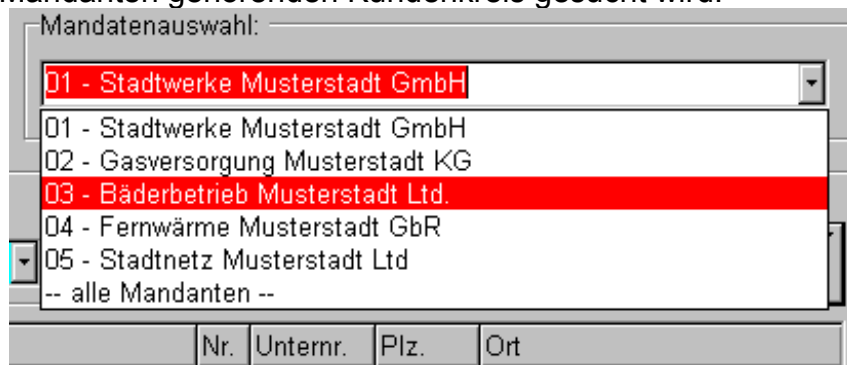 Mandanten gehörenden Kundenkreis gesucht wird.
Mandatenauswahl:
01 - Stadtwerke Musterstadt GmbH
01 - Stadtwerke Musterstadt GmbH
02 - Gasversorgung Musterstadt KG
03 - Bäderbetrieb Musterstadt Ltd.
04 - Fernwärme Musterstadt GbR
05 - Stadtnetz Musterstadt Ltd
-- alle Mandanten --
Nr. Unternr. Plz. Ort